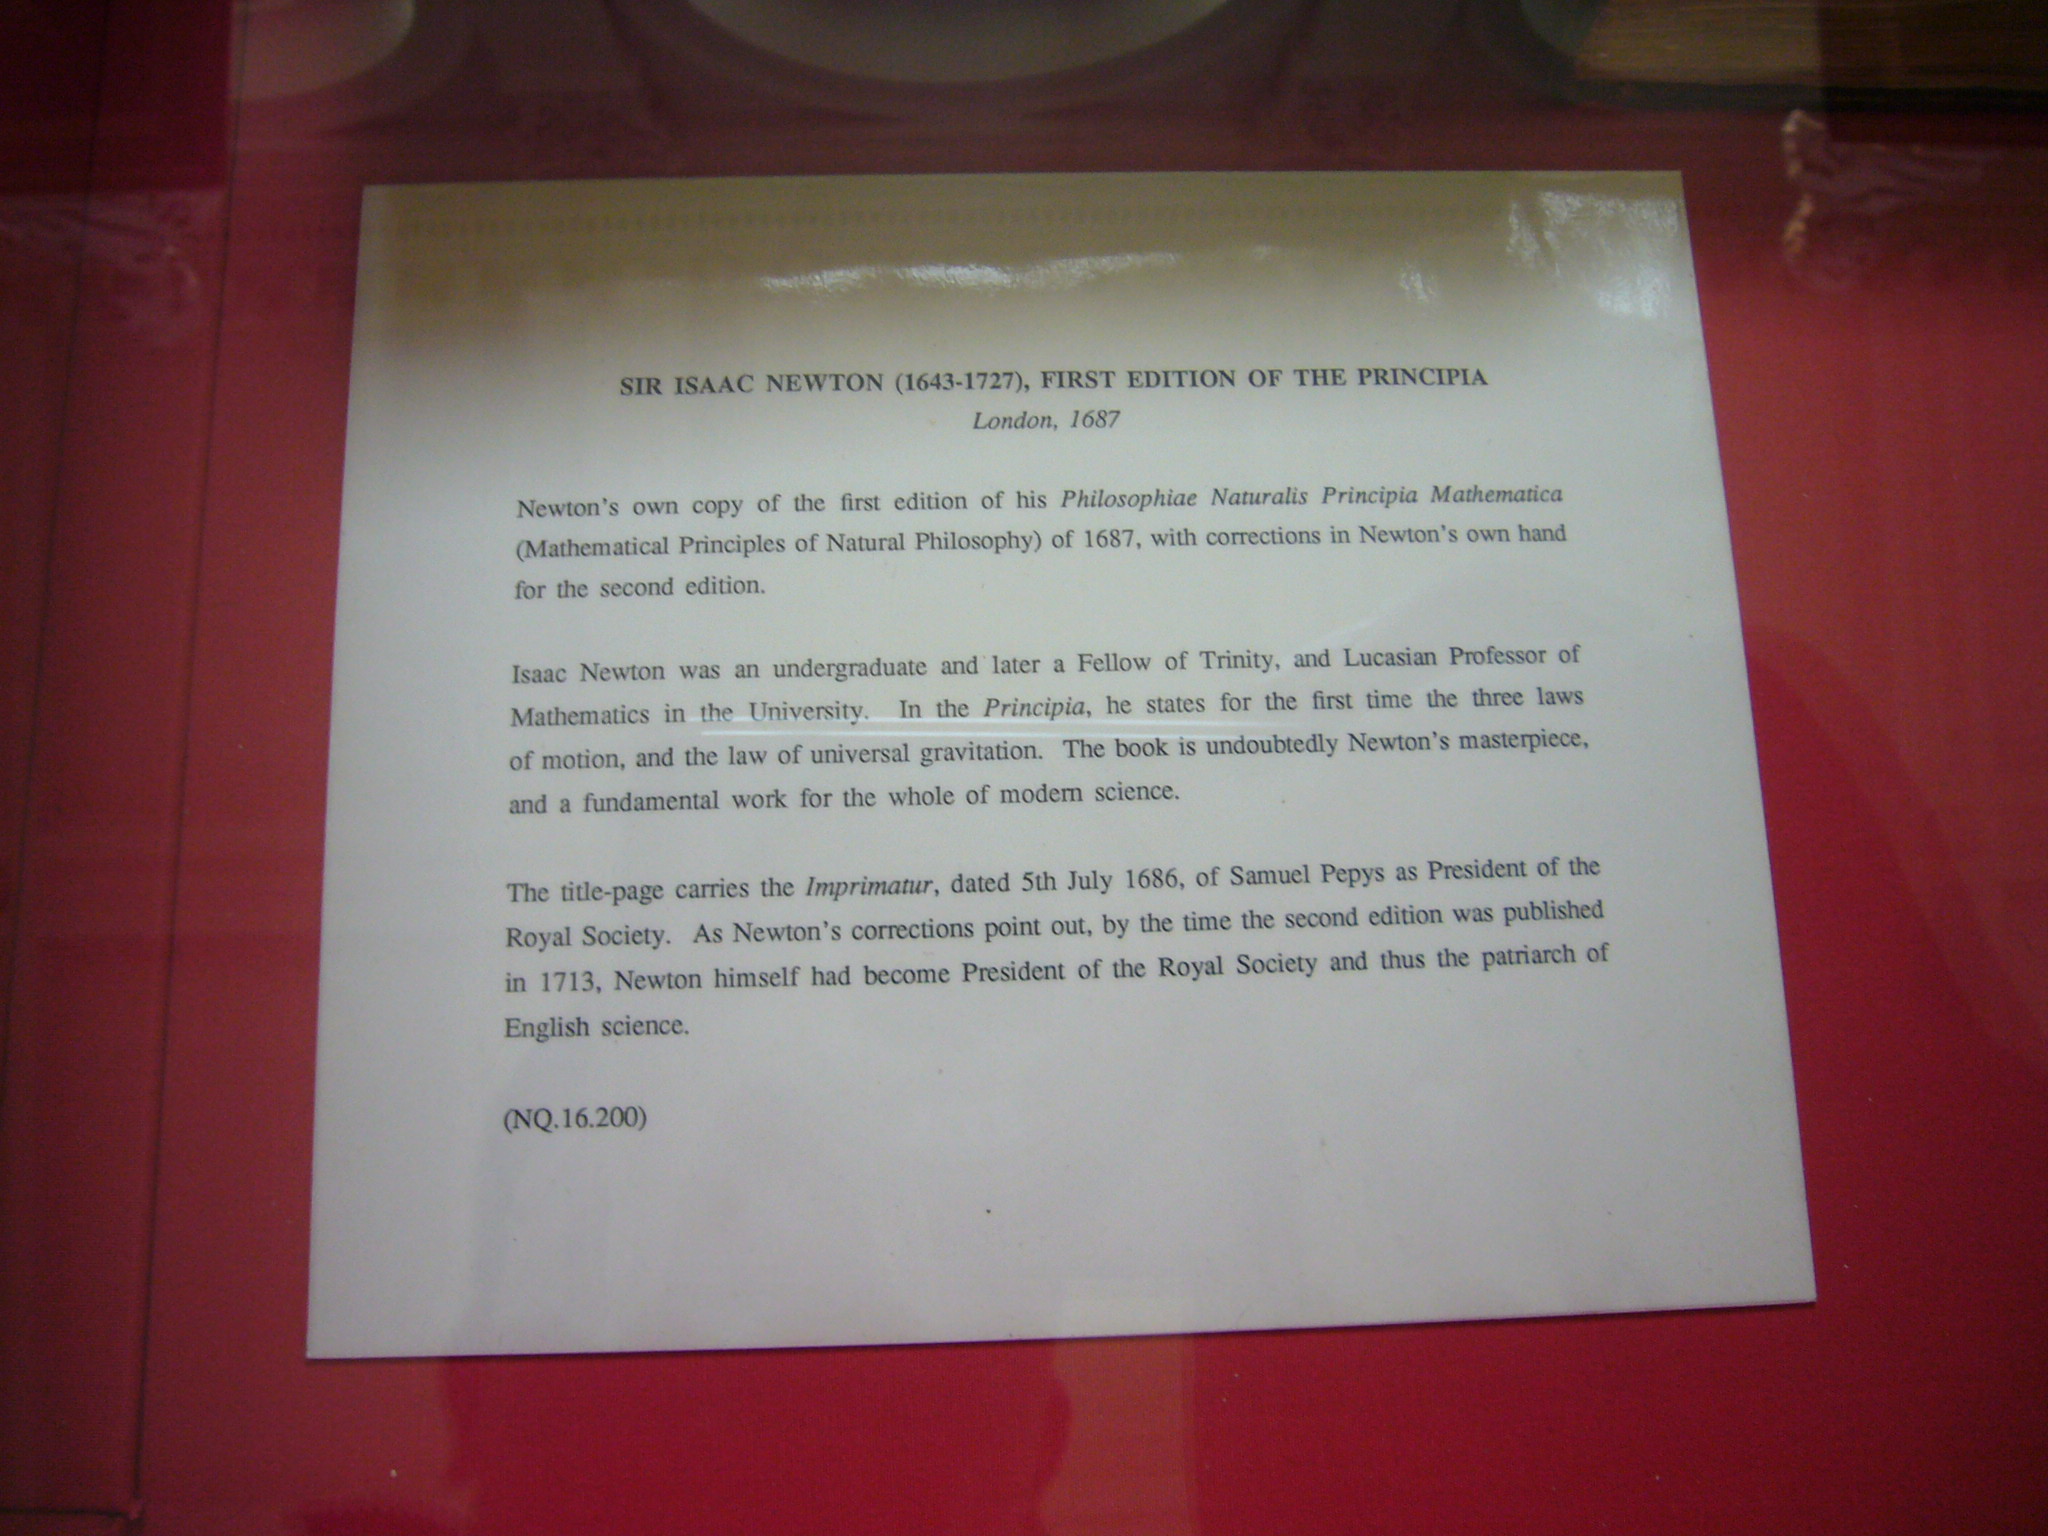 SIR ISAAC NEWTON (1643-1727), FIRST EDITION OF THE PRINCIPIA
London, 1687
Newton's own copy of the first edition of his Philosophiae Naturalis Principia Mathematica
(Mathematical Principles of Natural Philosophy) of 1687, with corrections in Newton's own hand
for the second edition.
Isaac Newton was an undergraduate and later a Fellow of Trinity, and Lucasian Professor of
Mathematics in the University. In the Principia, he states for the first time the three laws
of motion, and the law of universal gravitation. The book is undoubtedly Newton's masterpiece,
and a fundamental work for the whole of modern science.
The title-page carries the Imprimatur, dated 5th July 1686, of Samuel Pepys as President of the
Royal Society. As Newton's corrections point out, by the time the second edition was published
in 1713, Newton himself had become President of the Royal Society and thus the patriarch of
English science.
(NQ.16.200)